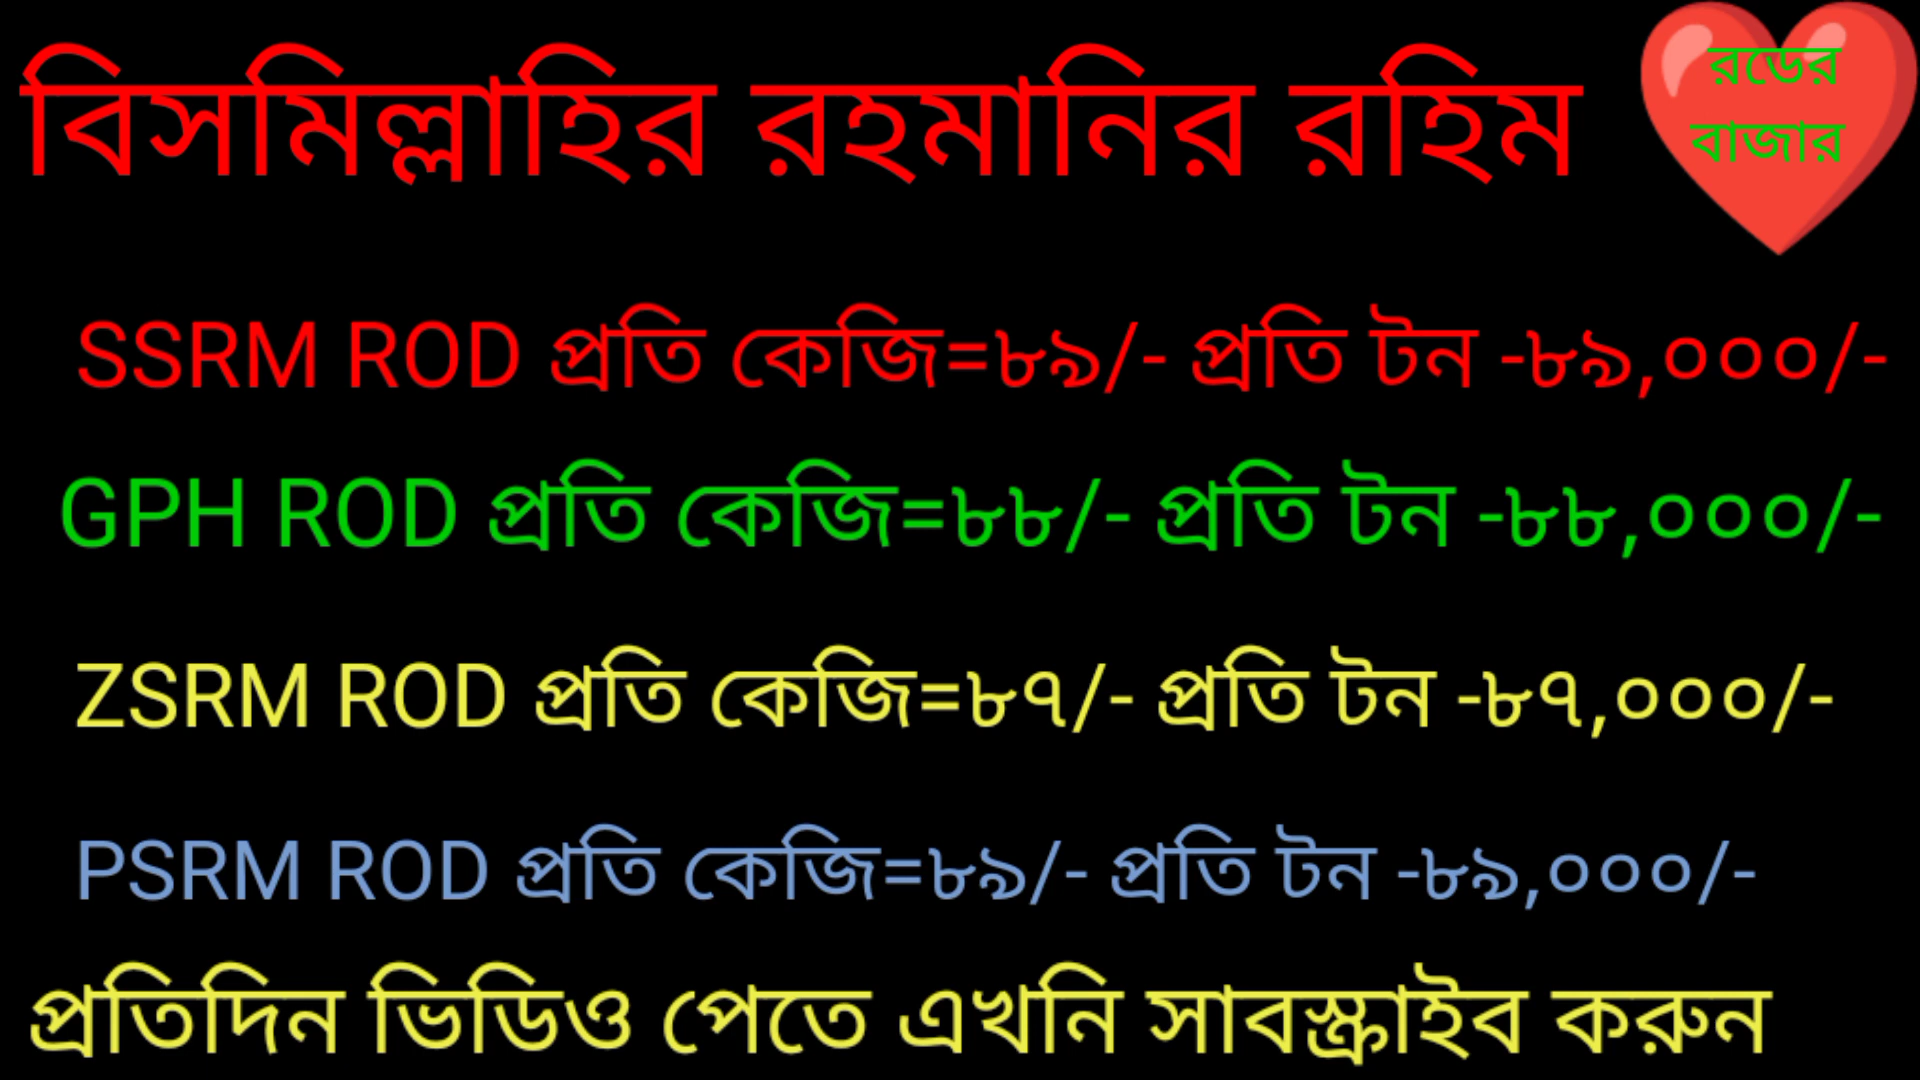 বিসমিল্লাহির রহমানির রহিম
রডের
বাজার
SSRM ROD প্রতি কেজি=৮৯/- প্রতি টন -৮৯,০০০/-
GPH ROD প্রতি কেজি=৮৮/- প্রতি টন -৮৮,০০০/-
ZSRM ROD প্রতি কেজি=৮৭/- প্রতি টন -৮৭,০০০/-
PSRM ROD প্রতি কেজি=৮৯/- প্রতি টন -৮৯,০০০/-
প্রতিদিন ভিডিও পেতে এখনি সাবস্ক্রাইব করুন